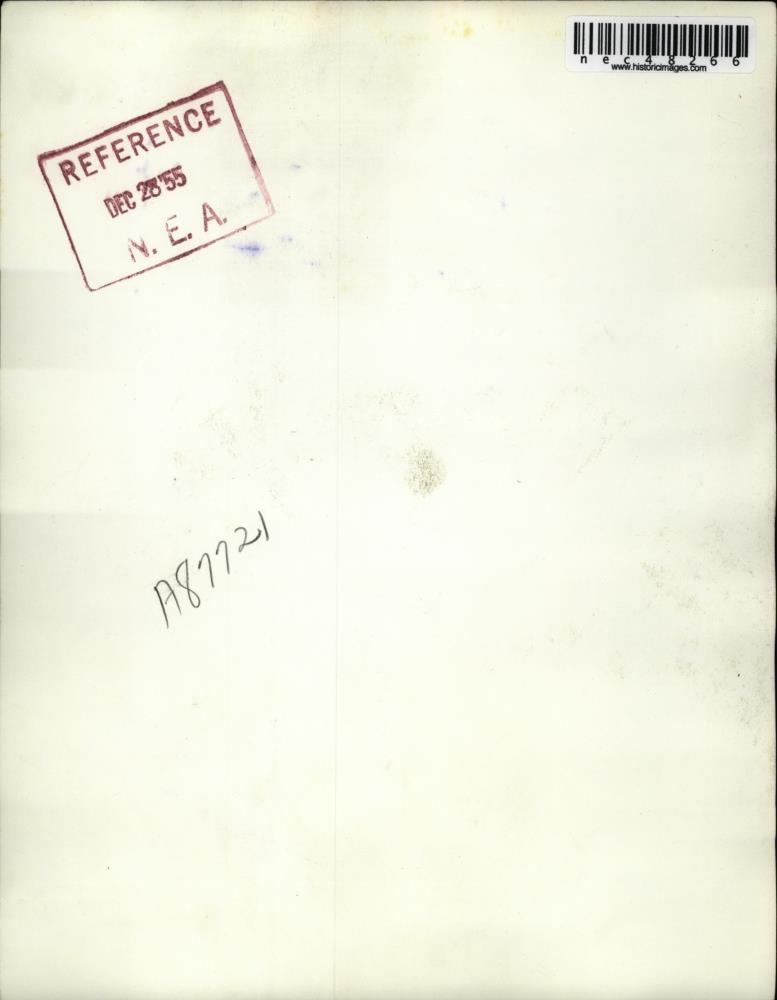 nec48266
www.historicimages.com
REFERENCE
DEC 28 '55
N. E. A.
A87721